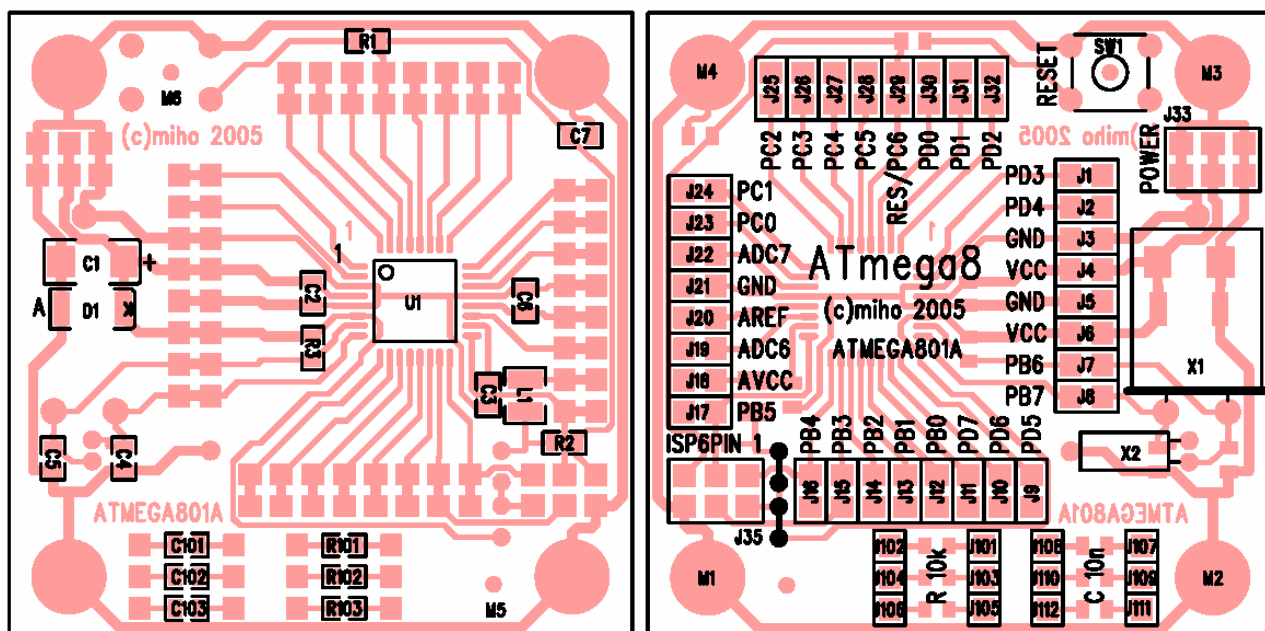 R1
M6
(c)miho 2005
C7
1
1
C1
+
A
D1
K
C2
R3
U1
C6
C3
L1
R2
C5
C4
ATMEGA801A
C101
R101
C102
R102
C103
R103
M5
M4
J25
J26
J27
J28
J29
J30
J31
J32
PC2
PC3
PC4
PC5
RES/PC6
PD0
PD1
PD2
RESET
SW1
M3
(c)miho 2005
J33
POWER
J24 PC1
J23 PC0
J22 ADC7
J21 GND
J20 AREF
J19 ADC6
J18 AVCC
J17 PB5
1
ATmega8
(c)miho 2005
ATMEGA801A
PD3 J1
PD4 J2
GND J3
VCC J4
GND J5
VCC J6
PB6 J7
PB7 J8
X1
X2
ISP6PIN 1
J35
PB4
PB3
PB2
PB1
PB0
PD7
PD6
PD5
J16
J15
J14
J13
J12
J11
J10
J9
ATMEGA801A
M1
J102 J101
J104 J103
J106 J105
R 10k
J108 J107
J110 J109
J112 J111
C 10n
M2